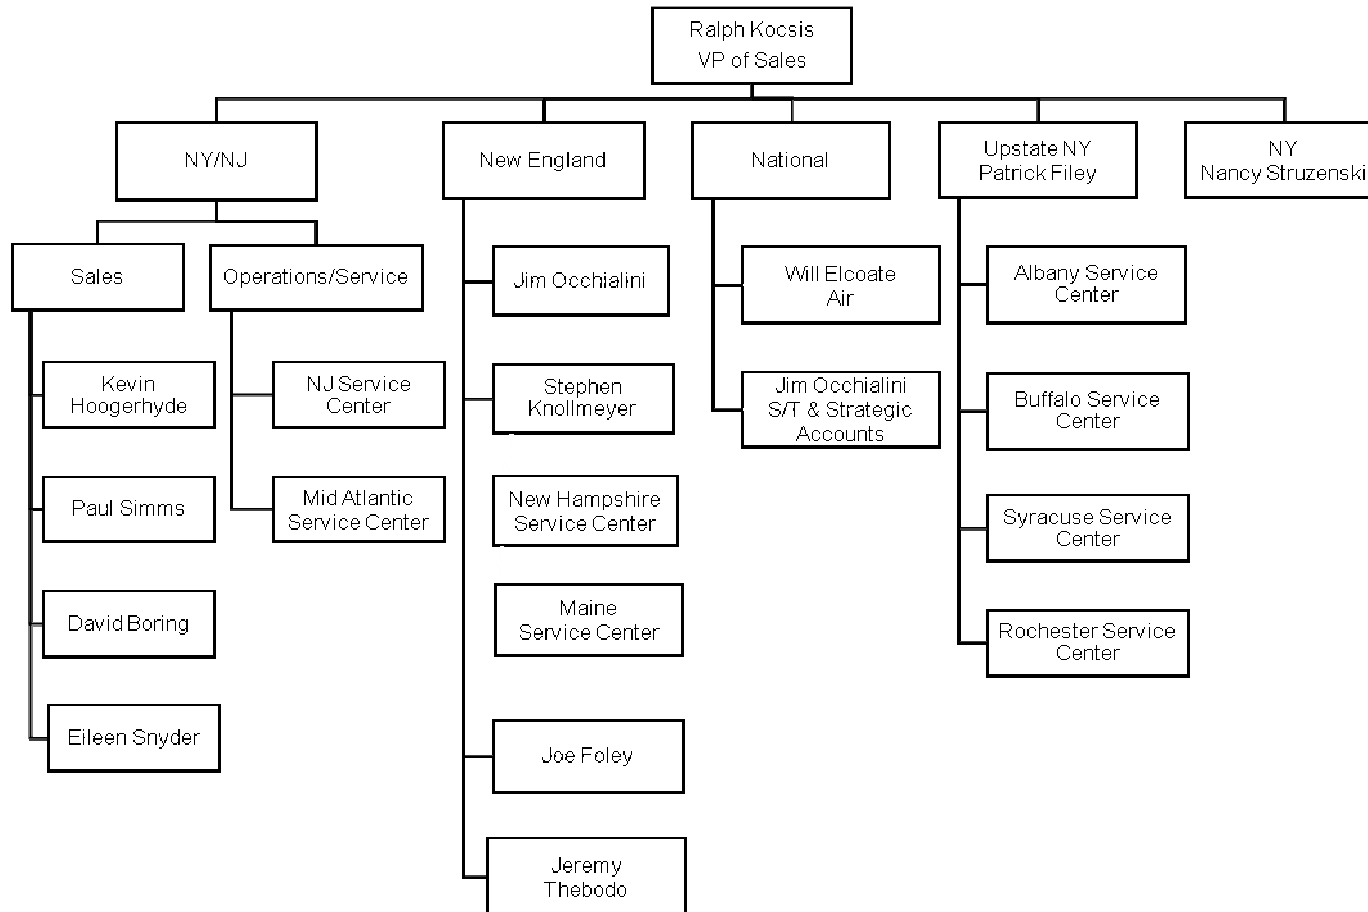 Ralph Kocsis
VP of Sales
NY/NJ
New England
National
Upstate NY
Patrick Filey
NY
Nancy Struzenski
Sales
Operations/Service
Jim Occhialini
Will Elcoate
Air
Albany Service
Center
Kevin
Hoogerhyde
NJ Service
Center
Stephen
Knollmeyer
Jim Occhialini
S/T & Strategic
Accounts
Buffalo Service
Center
Paul Simms
Mid Atlantic
Service Center
New Hampshire
Service Center
Syracuse Service
Center
David Boring
Maine
Service Center
Rochester Service
Center
Eileen Snyder
Joe Foley
Jeremy
Thebodo